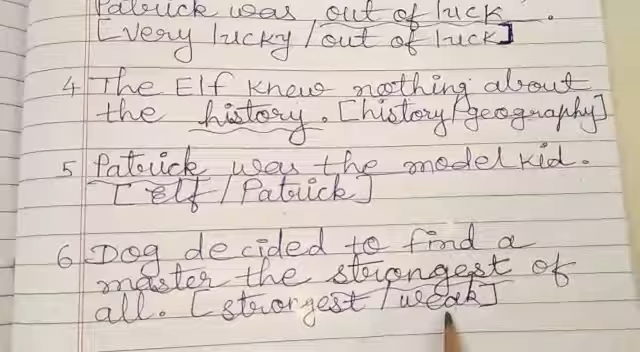 Patrick was out of luck.
[Very lucky/out of luck]
4 The Elf knew nothing about
the history. [history/geography]
5 Patrick was the model kid.
[Elf/Patrick]
6 Dog decided to find a
master the strongest of
all. [strongest/weak]